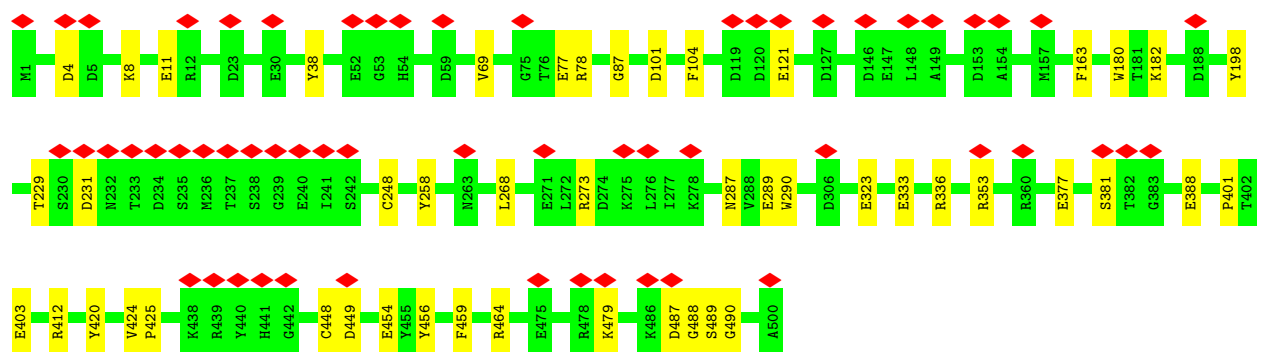 M1 D4 D5 K8 E11 R12 D23 E30 Y38 E52 G53 H54 D59 V69 G75 T76 E77 R78 G87 D101 F104 D119 D120 E121 D127 D146 E147 L148 A149 D153 A154 M157 F163 W180 T181 K182 D188 Y198
T229 S230 D231 N232 T233 D234 S235 M236 T237 S238 G239 E240 I241 S242 C248 Y258 N263 L268 E271 L272 R273 D274 K275 L276 I277 K278 N287 V288 E289 W290 D306 E323 E333 R336 R353 R360 E377 S381 T382 G383 E388 P401 T402
E403 R412 Y420 V424 P425 K438 R439 Y440 H441 G442 C448 D449 E454 Y455 Y456 F459 R464 E475 R478 K479 K486 D487 G488 S489 G490 A500